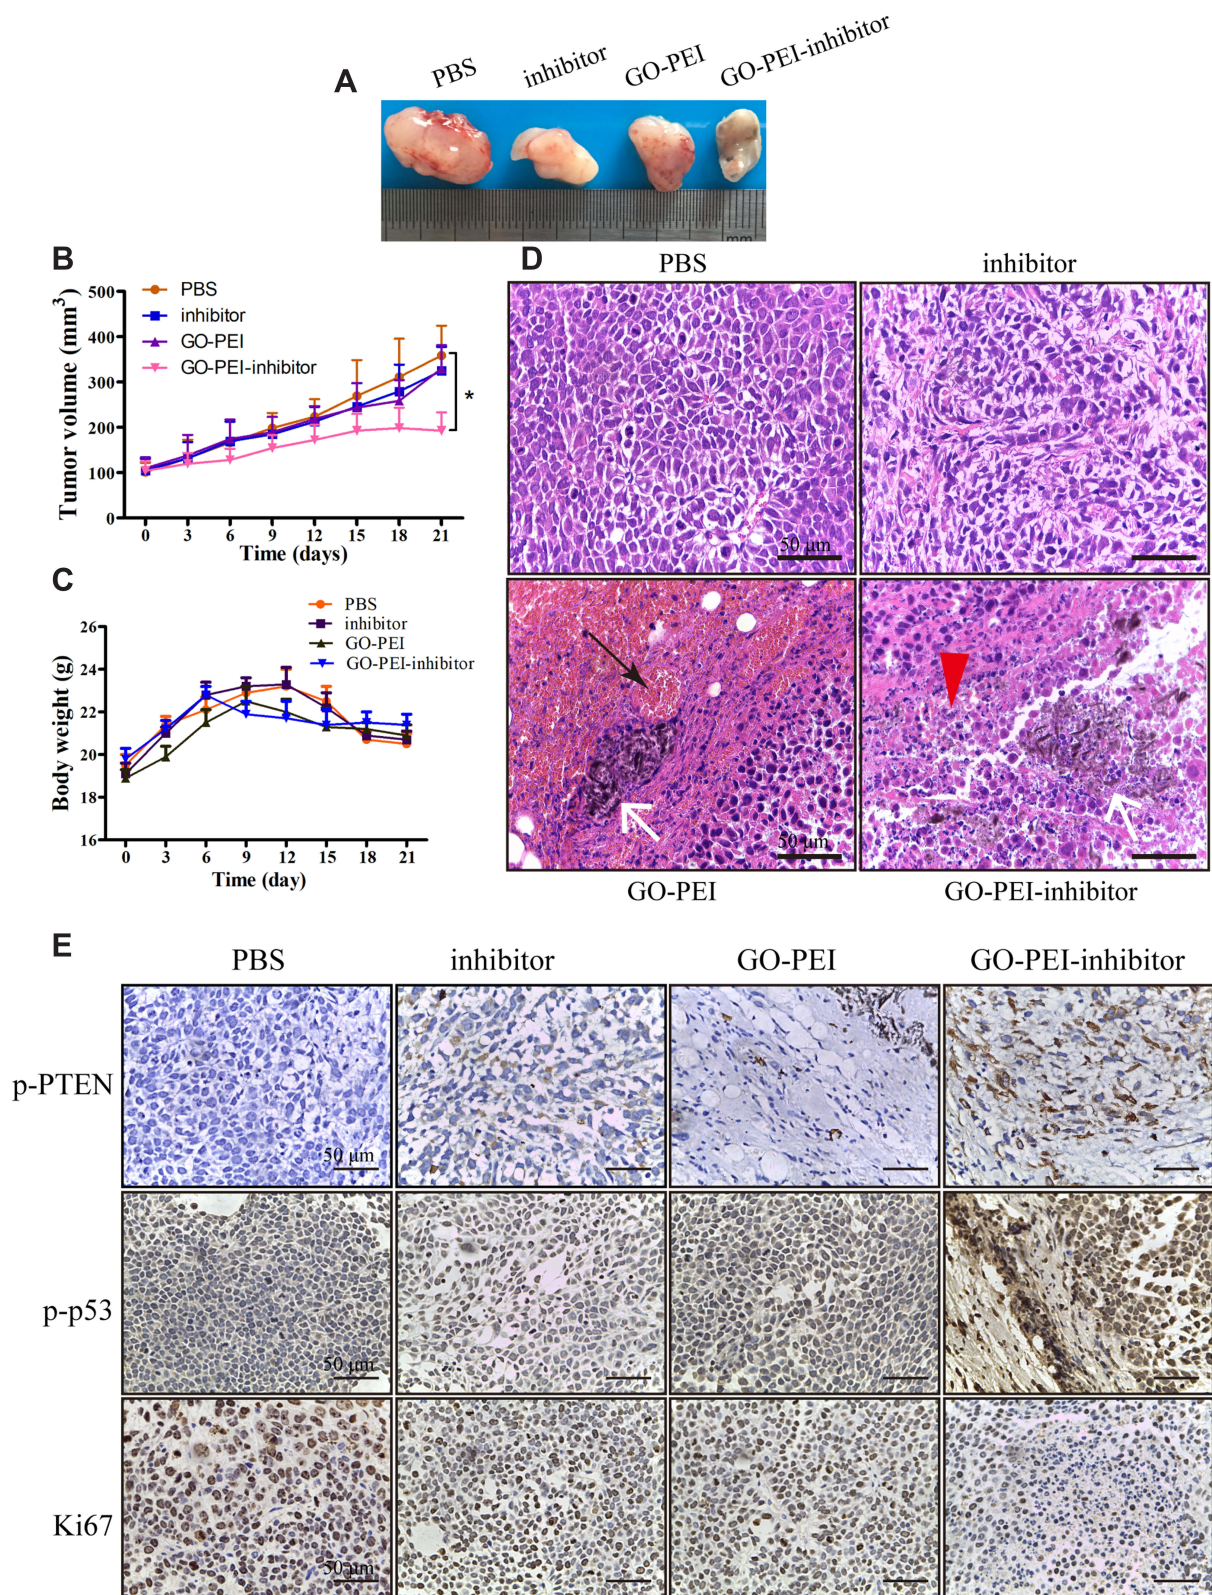 A
PBS
inhibitor
GO-PEI
GO-PEI-inhibitor
mm
B
PBS
inhibitor
GO-PEI
GO-PEI-inhibitor
Tumor volume (mm3)
500
400
300
200
100
0
*
0 3 6 9 12 15 18 21
Time (days)
C
PBS
inhibitor
GO-PEI
GO-PEI-inhibitor
Body weight (g)
26
24
22
20
18
16
0 3 6 9 12 15 18 21
Time (day)
D
PBS
inhibitor
50 μm
50 μm
GO-PEI
GO-PEI-inhibitor
E
PBS
inhibitor
GO-PEI
GO-PEI-inhibitor
p-PTEN
50 μm
p-p53
50 μm
Ki67
50 μm